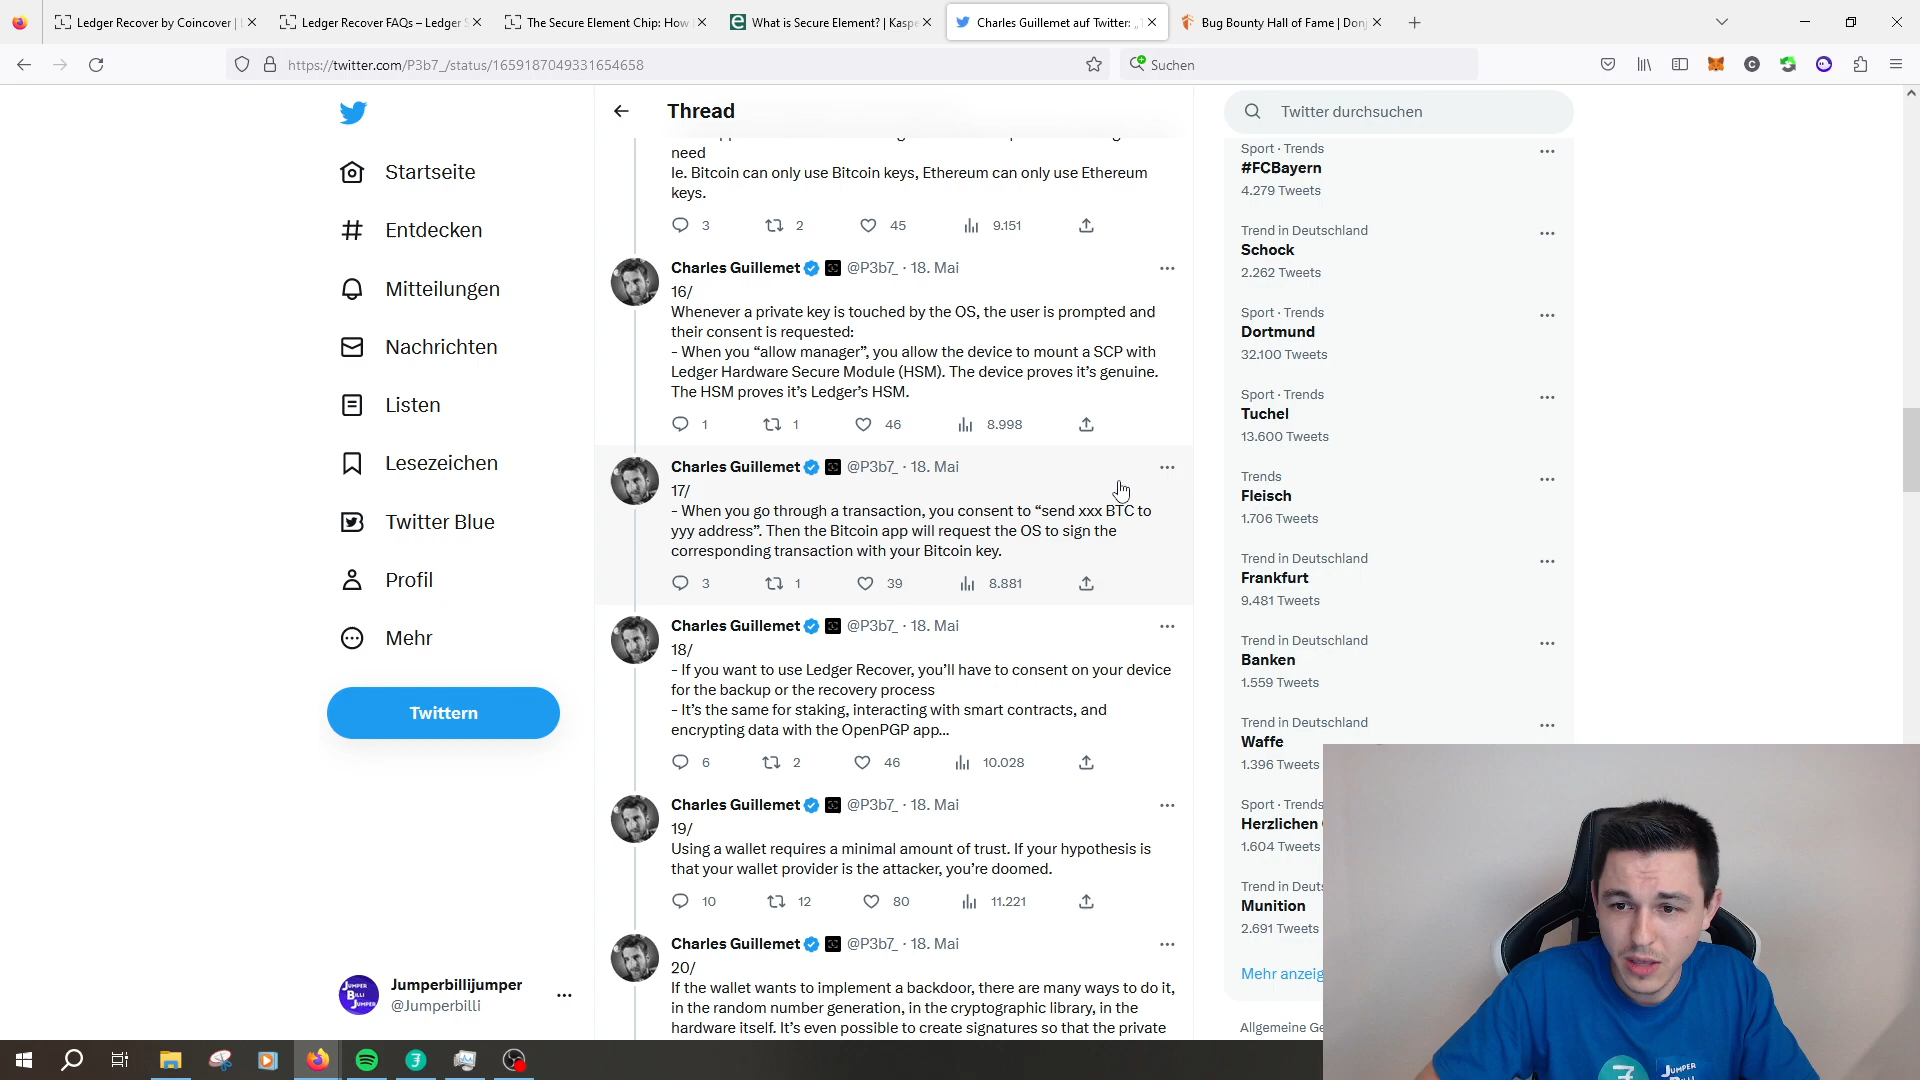 Ledger Recover by Coincover |
Ledger Recover FAQs – Ledger S
The Secure Element Chip: How
What is Secure Element? | Kaspe
Charles Guillemet auf Twitter: „
Bug Bounty Hall of Fame | Donj
https://twitter.com/P3b7_/status/1659187049331654658
Suchen
Startseite
Entdecken
Mitteilungen
Nachrichten
Listen
Lesezeichen
Twitter Blue
Profil
Mehr
Twittern
Jumperbillijumper
@Jumperbilli
Thread
need
Ie. Bitcoin can only use Bitcoin keys, Ethereum can only use Ethereum
keys.
3 2 45 9.151
Charles Guillemet @P3b7_ · 18. Mai
16/
Whenever a private key is touched by the OS, the user is prompted and
their consent is requested:
- When you “allow manager”, you allow the device to mount a SCP with
Ledger Hardware Secure Module (HSM). The device proves it’s genuine.
The HSM proves it’s Ledger’s HSM.
1 1 46 8.998
Charles Guillemet @P3b7_ · 18. Mai
17/
- When you go through a transaction, you consent to “send xxx BTC to
yyy address”. Then the Bitcoin app will request the OS to sign the
corresponding transaction with your Bitcoin key.
3 1 39 8.881
Charles Guillemet @P3b7_ · 18. Mai
18/
- If you want to use Ledger Recover, you’ll have to consent on your device
for the backup or the recovery process
- It’s the same for staking, interacting with smart contracts, and
encrypting data with the OpenPGP app...
6 2 46 10.028
Charles Guillemet @P3b7_ · 18. Mai
19/
Using a wallet requires a minimal amount of trust. If your hypothesis is
that your wallet provider is the attacker, you’re doomed.
10 12 80 11.221
Charles Guillemet @P3b7_ · 18. Mai
20/
If the wallet wants to implement a backdoor, there are many ways to do it,
in the random number generation, in the cryptographic library, in the
hardware itself. It’s even possible to create signatures so that the private
Twitter durchsuchen
Sport · Trends
#FCBayern
4.279 Tweets
Trend in Deutschland
Schock
2.262 Tweets
Sport · Trends
Dortmund
32.100 Tweets
Sport · Trends
Tuchel
13.600 Tweets
Trends
Fleisch
1.706 Tweets
Trend in Deutschland
Frankfurt
9.481 Tweets
Trend in Deutschland
Banken
1.559 Tweets
Trend in Deutschland
Waffe
1.396 Tweets
Sport · Trends
Herzlichen
1.604 Tweets
Trend in Deuts
Munition
2.691 Tweets
Mehr anzeig
Allgemeine Ge
JUMPER
BILLI